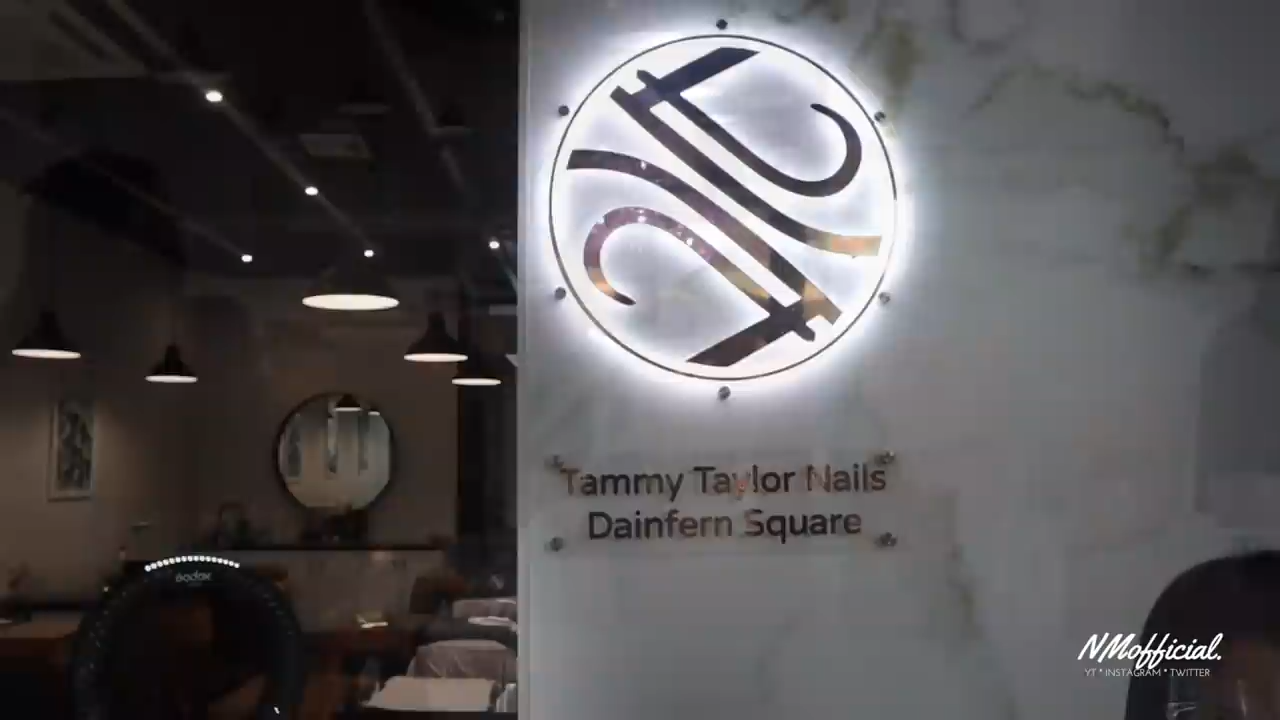 Tammy Taylor Nails
Dainfern Square
Godox
NMofficial.
YT * INSTAGRAM * TWITTER